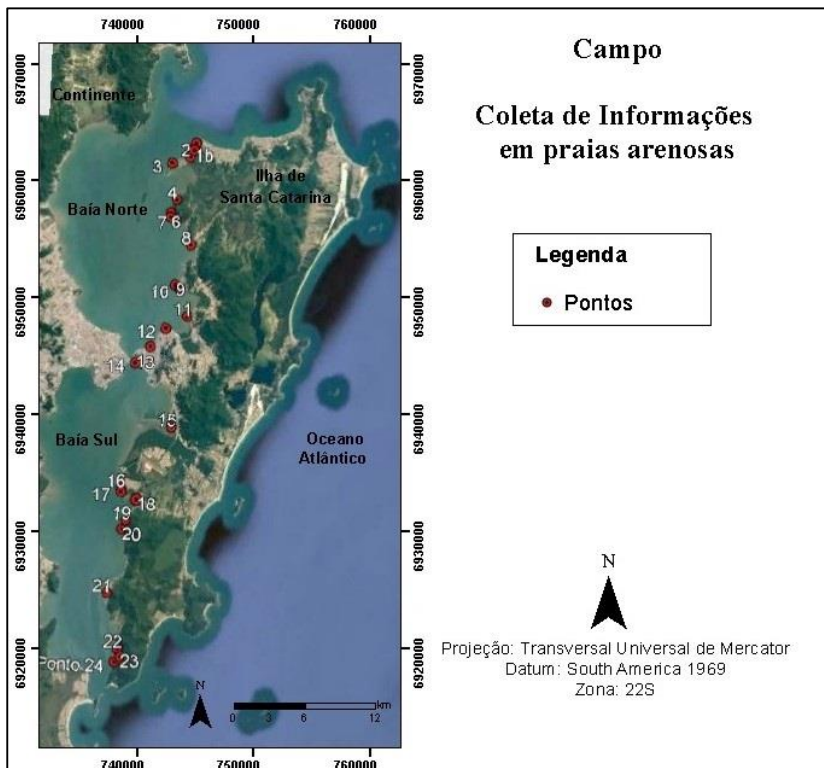 740000 750000 760000
6970000
6960000
6950000
6940000
6930000
6920000
Continente
2
1b
3
Ilha de
Santa Catarina
4
Baía Norte
7 6
8
10 9
11
12
14 13
15
Baía Sul
Oceano
Atlântico
16
17
18
19
20
21
22
Ponto 24 23
N
0 3 6 12
km
740000 750000 760000
6970000
6960000
6950000
6940000
6930000
6920000
Campo
Coleta de Informações
em praias arenosas
Legenda
Pontos
N
Projeção: Transversal Universal de Mercator
Datum: South America 1969
Zona: 22S